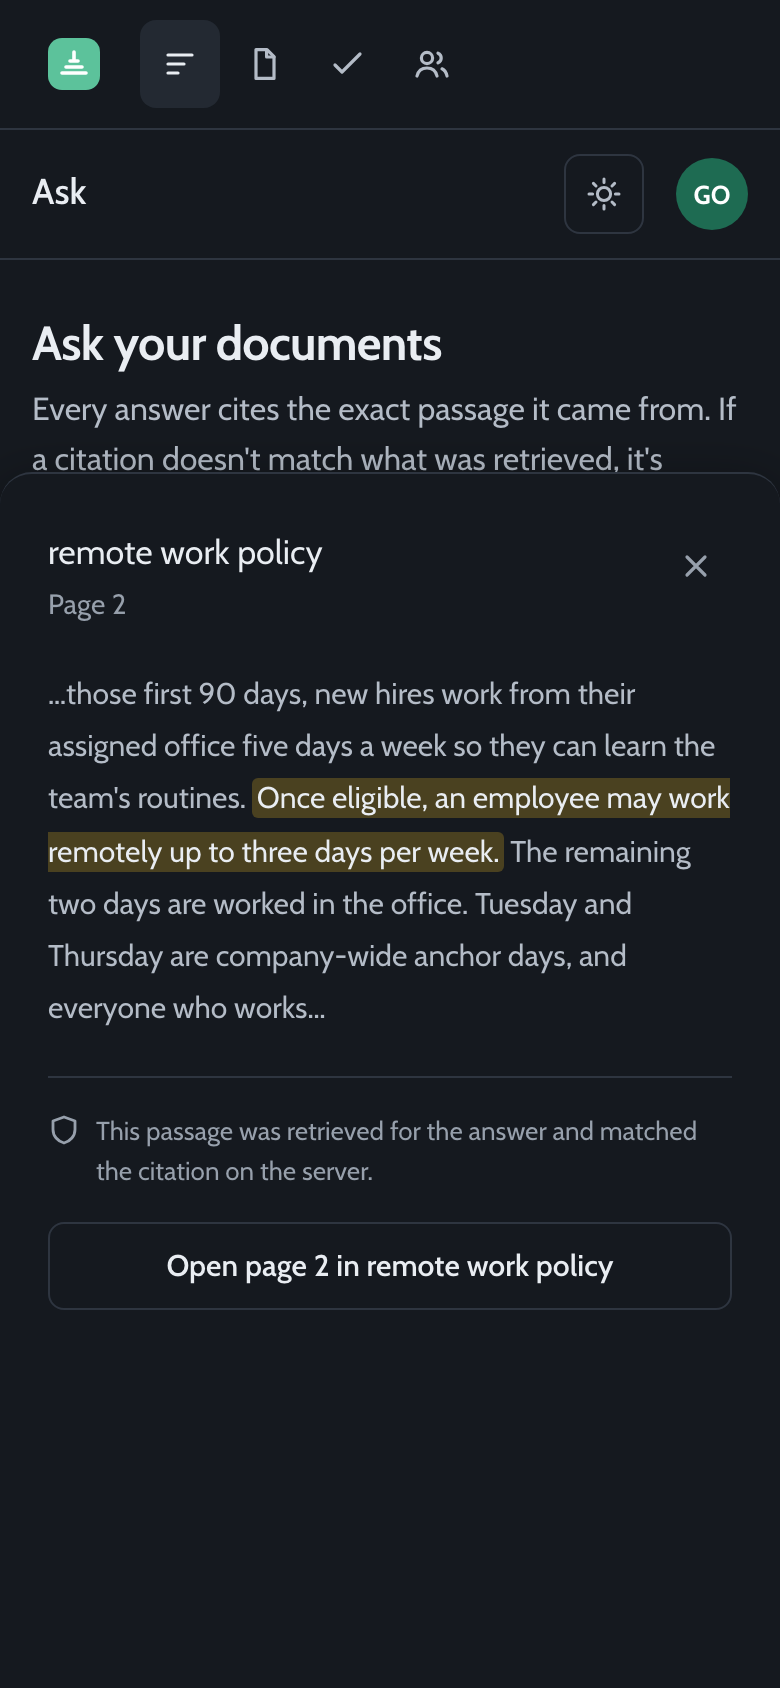 Ask
GO
Ask your documents
Every answer cites the exact passage it came from. If
a citation doesn't match what was retrieved, it's
remote work policy
Page 2
...those first 90 days, new hires work from their
assigned office five days a week so they can learn the
team's routines. Once eligible, an employee may work
remotely up to three days per week. The remaining
two days are worked in the office. Tuesday and
Thursday are company-wide anchor days, and
everyone who works...
This passage was retrieved for the answer and matched
the citation on the server.
Open page 2 in remote work policy